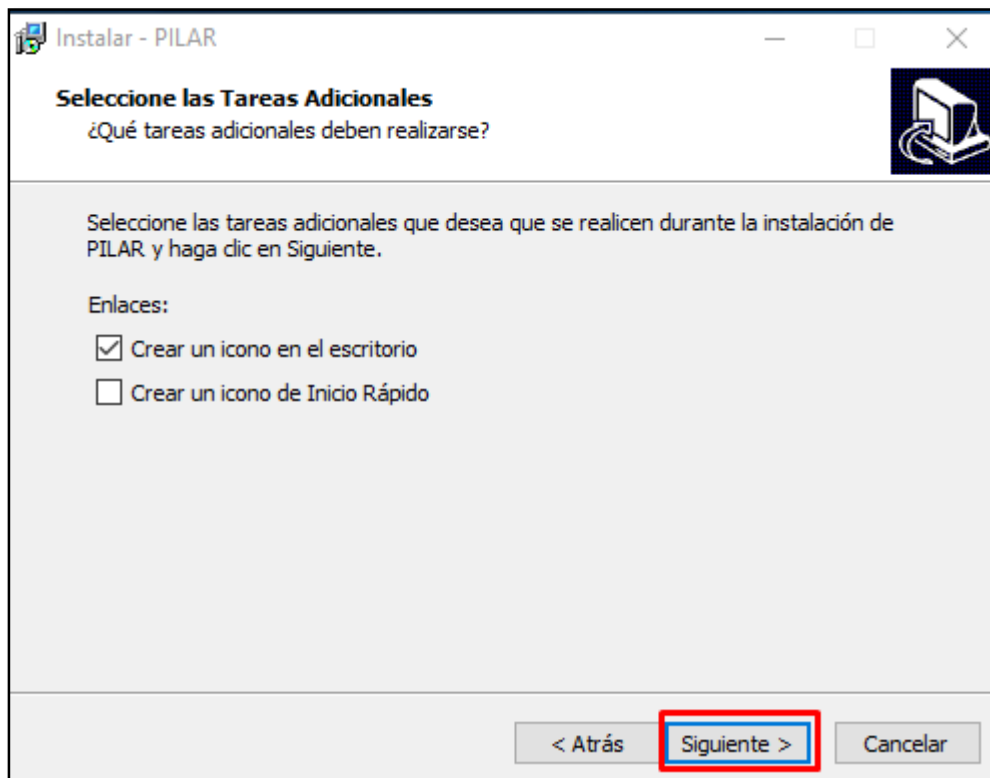 Instalar - PILAR
Seleccione las Tareas Adicionales
¿Qué tareas adicionales deben realizarse?
Seleccione las tareas adicionales que desea que se realicen durante la instalación de
PILAR y haga clic en Siguiente.
Enlaces:
Crear un icono en el escritorio
Crear un icono de Inicio Rápido
< Atrás Siguiente > Cancelar